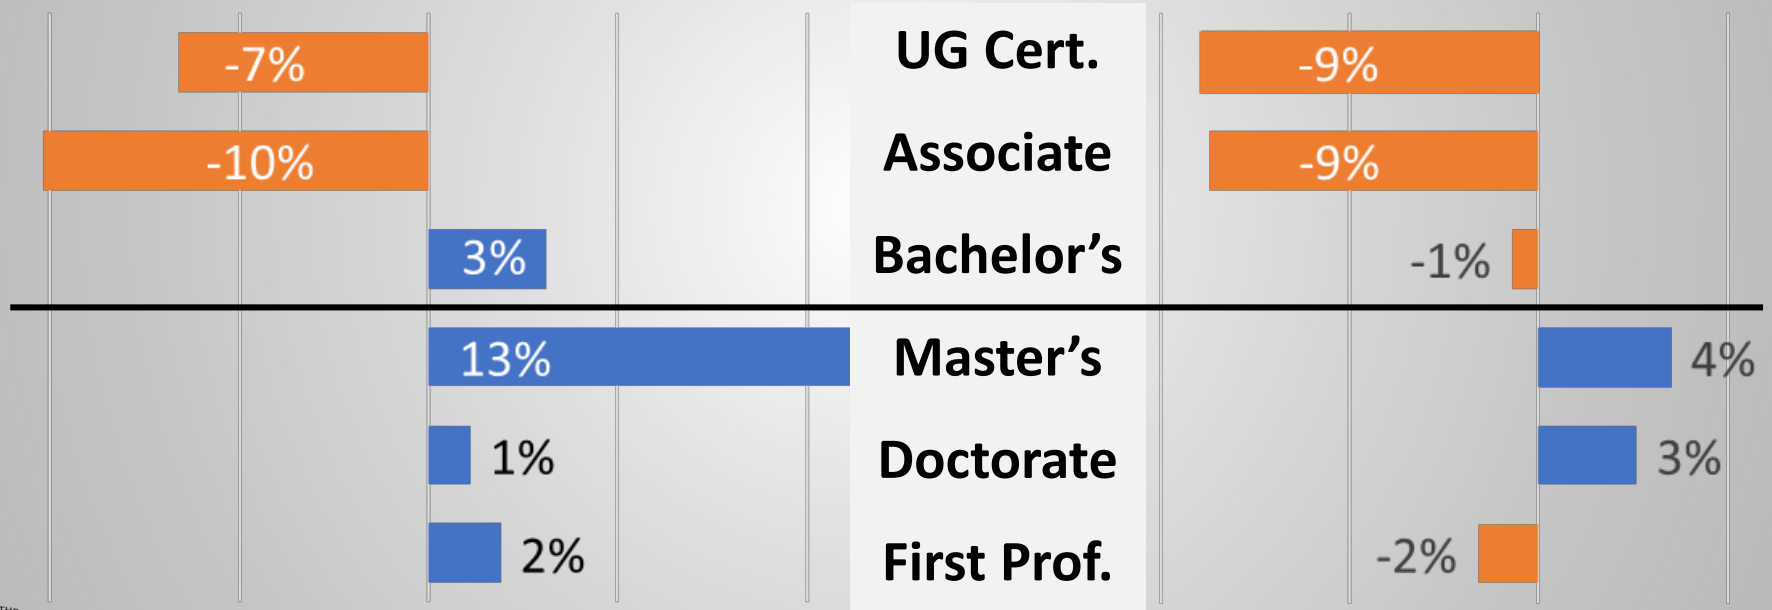 -7% UG Cert. -9%
-10% Associate -9%
3% Bachelor’s -1%
13% Master’s 4%
1% Doctorate 3%
2% First Prof. -2%